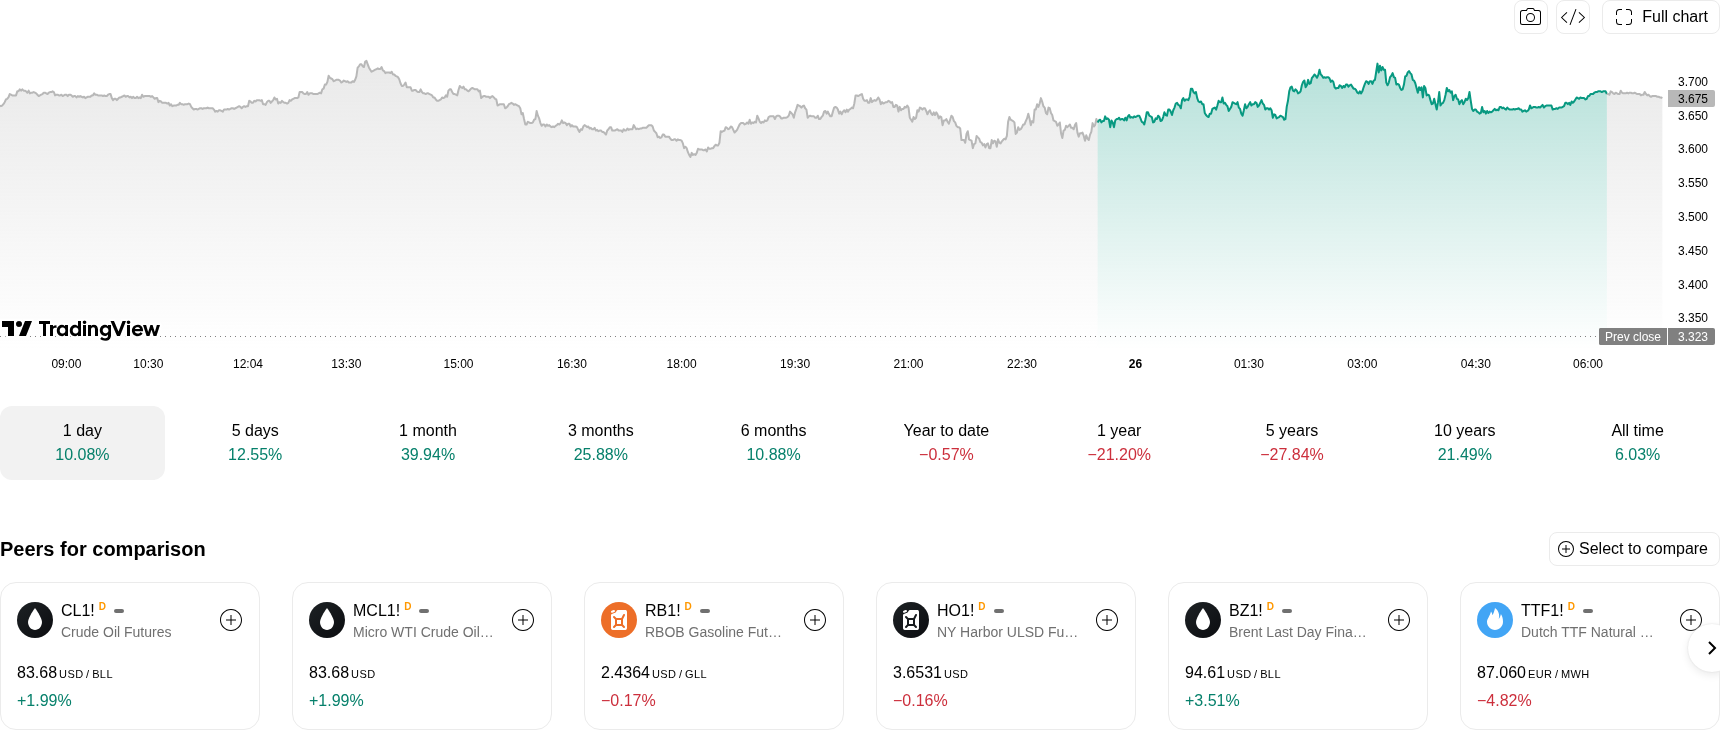 Full chart
3.700
3.675
3.650
3.600
3.550
3.500
3.450
3.400
3.350
TradingView
Prev close 3.323
09:00 10:30 12:04 13:30 15:00 16:30 18:00 19:30 21:00 22:30 26 01:30 03:00 04:30 06:00
1 day 5 days 1 month 3 months 6 months Year to date 1 year 5 years 10 years All time
10.08% 12.55% 39.94% 25.88% 10.88% −0.57% −21.20% −27.84% 21.49% 6.03%
Peers for comparison
Select to compare
CL1! D
Crude Oil Futures
83.68 USD / BLL
+1.99%
MCL1! D
Micro WTI Crude Oil…
83.68 USD
+1.99%
RB1! D
RBOB Gasoline Fut…
2.4364 USD / GLL
−0.17%
HO1! D
NY Harbor ULSD Fu…
3.6531 USD
−0.16%
BZ1! D
Brent Last Day Fina…
94.61 USD / BLL
+3.51%
TTF1! D
Dutch TTF Natural …
87.060 EUR / MWH
−4.82%